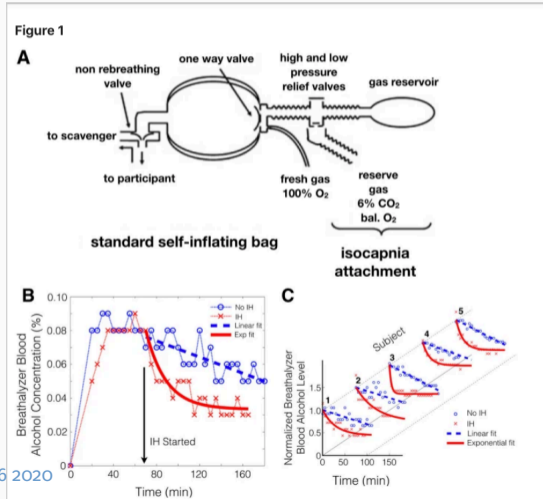 Figure 1
A
non rebreathing
valve
one way valve
high and low
pressure
relief valves
gas reservoir
to scavenger
to participant
fresh gas
100% O₂
reserve
gas
6% CO₂
bal. O₂
standard self-inflating bag
isocapnia
attachment
B
Breathalyzer Blood
Alcohol Concentration (%)
0.10
0.08
0.06
0.04
0.02
0
0 40 80 120 160
Time (min)
No IH
IH
Linear fit
Exp fit
IH Started
C
Normalized Breathalyzer
Blood Alcohol Level
1.5
1.0
0.5
0
0 50 100 150
Time (min)
Subject
1
2
3
4
5
No IH
IH
Linear fit
Exponential fit
6 2020